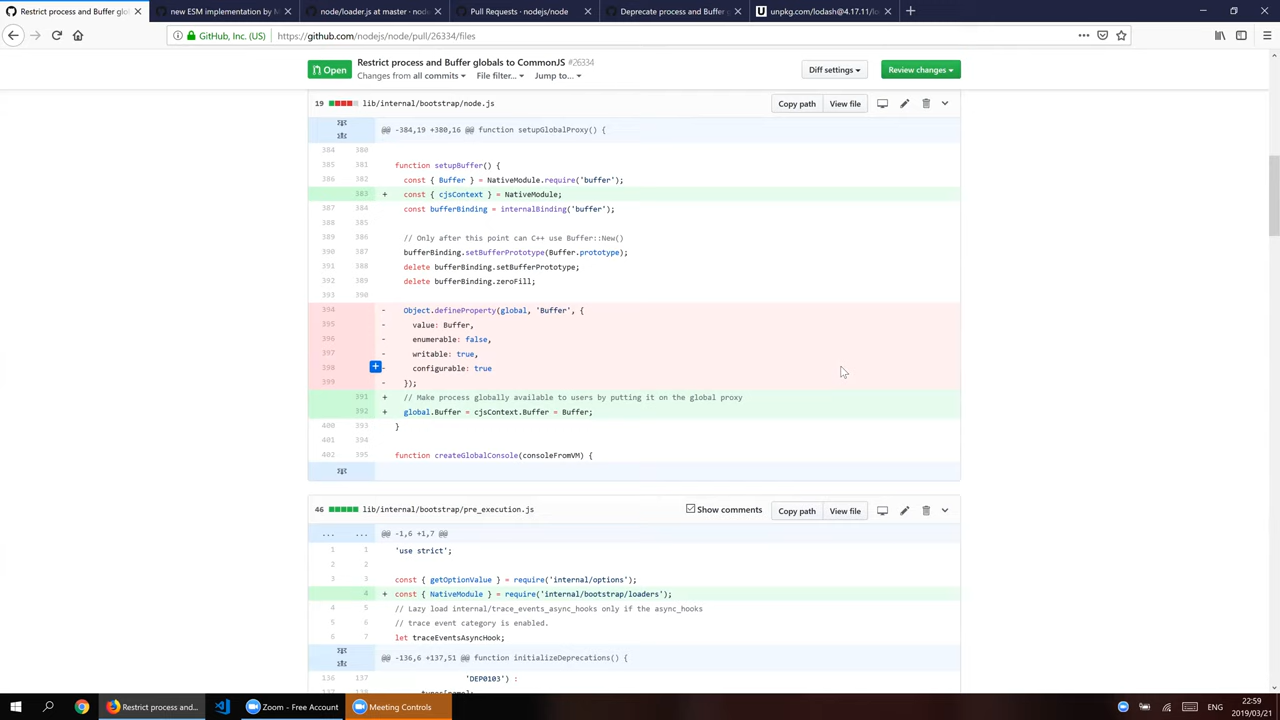 Restrict process and Buffer glo
new ESM implementation by M
node/loader.js at master · no
Pull Requests · nodejs/node
Deprecate process and Buffer
unpkg.com/lodash@4.17.11/lo
GitHub, Inc. (US)
https://github.com/nodejs/node/pull/26334/files
Open
Restrict process and Buffer globals to CommonJS #26334
Changes from all commits
File filter...
Jump to...
Diff settings
Review changes
19 lib/internal/bootstrap/node.js
Copy path
View file
@@ -384,19 +380,16 @@ function setupGlobalProxy() {
384 380
385 381 function setupBuffer() {
386 382 const { Buffer } = NativeModule.require('buffer');
383 + const { cjsContext } = NativeModule;
387 384 const bufferBinding = internalBinding('buffer');
388 385
389 386 // Only after this point can C++ use Buffer::New()
390 387 bufferBinding.setBufferPrototype(Buffer.prototype);
391 388 delete bufferBinding.setBufferPrototype;
392 389 delete bufferBinding.zeroFill;
393 390
394 - Object.defineProperty(global, 'Buffer', {
395 - value: Buffer,
396 - enumerable: false,
397 - writable: true,
398 - configurable: true
399 - });
391 + // Make process globally available to users by putting it on the global proxy
392 + global.Buffer = cjsContext.Buffer = Buffer;
400 393 }
401 394
402 395 function createGlobalConsole(consoleFromVM) {
46 lib/internal/bootstrap/pre_execution.js
Show comments
Copy path
View file
... ... @@ -1,6 +1,7 @@
1 1 'use strict';
2 2
3 3 const { getOptionValue } = require('internal/options');
4 + const { NativeModule } = require('internal/bootstrap/loaders');
4 5 // Lazy load internal/trace_events_async_hooks only if the async_hooks
5 6 // trace event category is enabled.
6 7 let traceEventsAsyncHook;
@@ -136,6 +137,51 @@ function initializeDeprecations() {
136 137 'DEP0103') :
Restrict process and...
Zoom - Free Account
Meeting Controls
ENG
22:59
2019/03/21